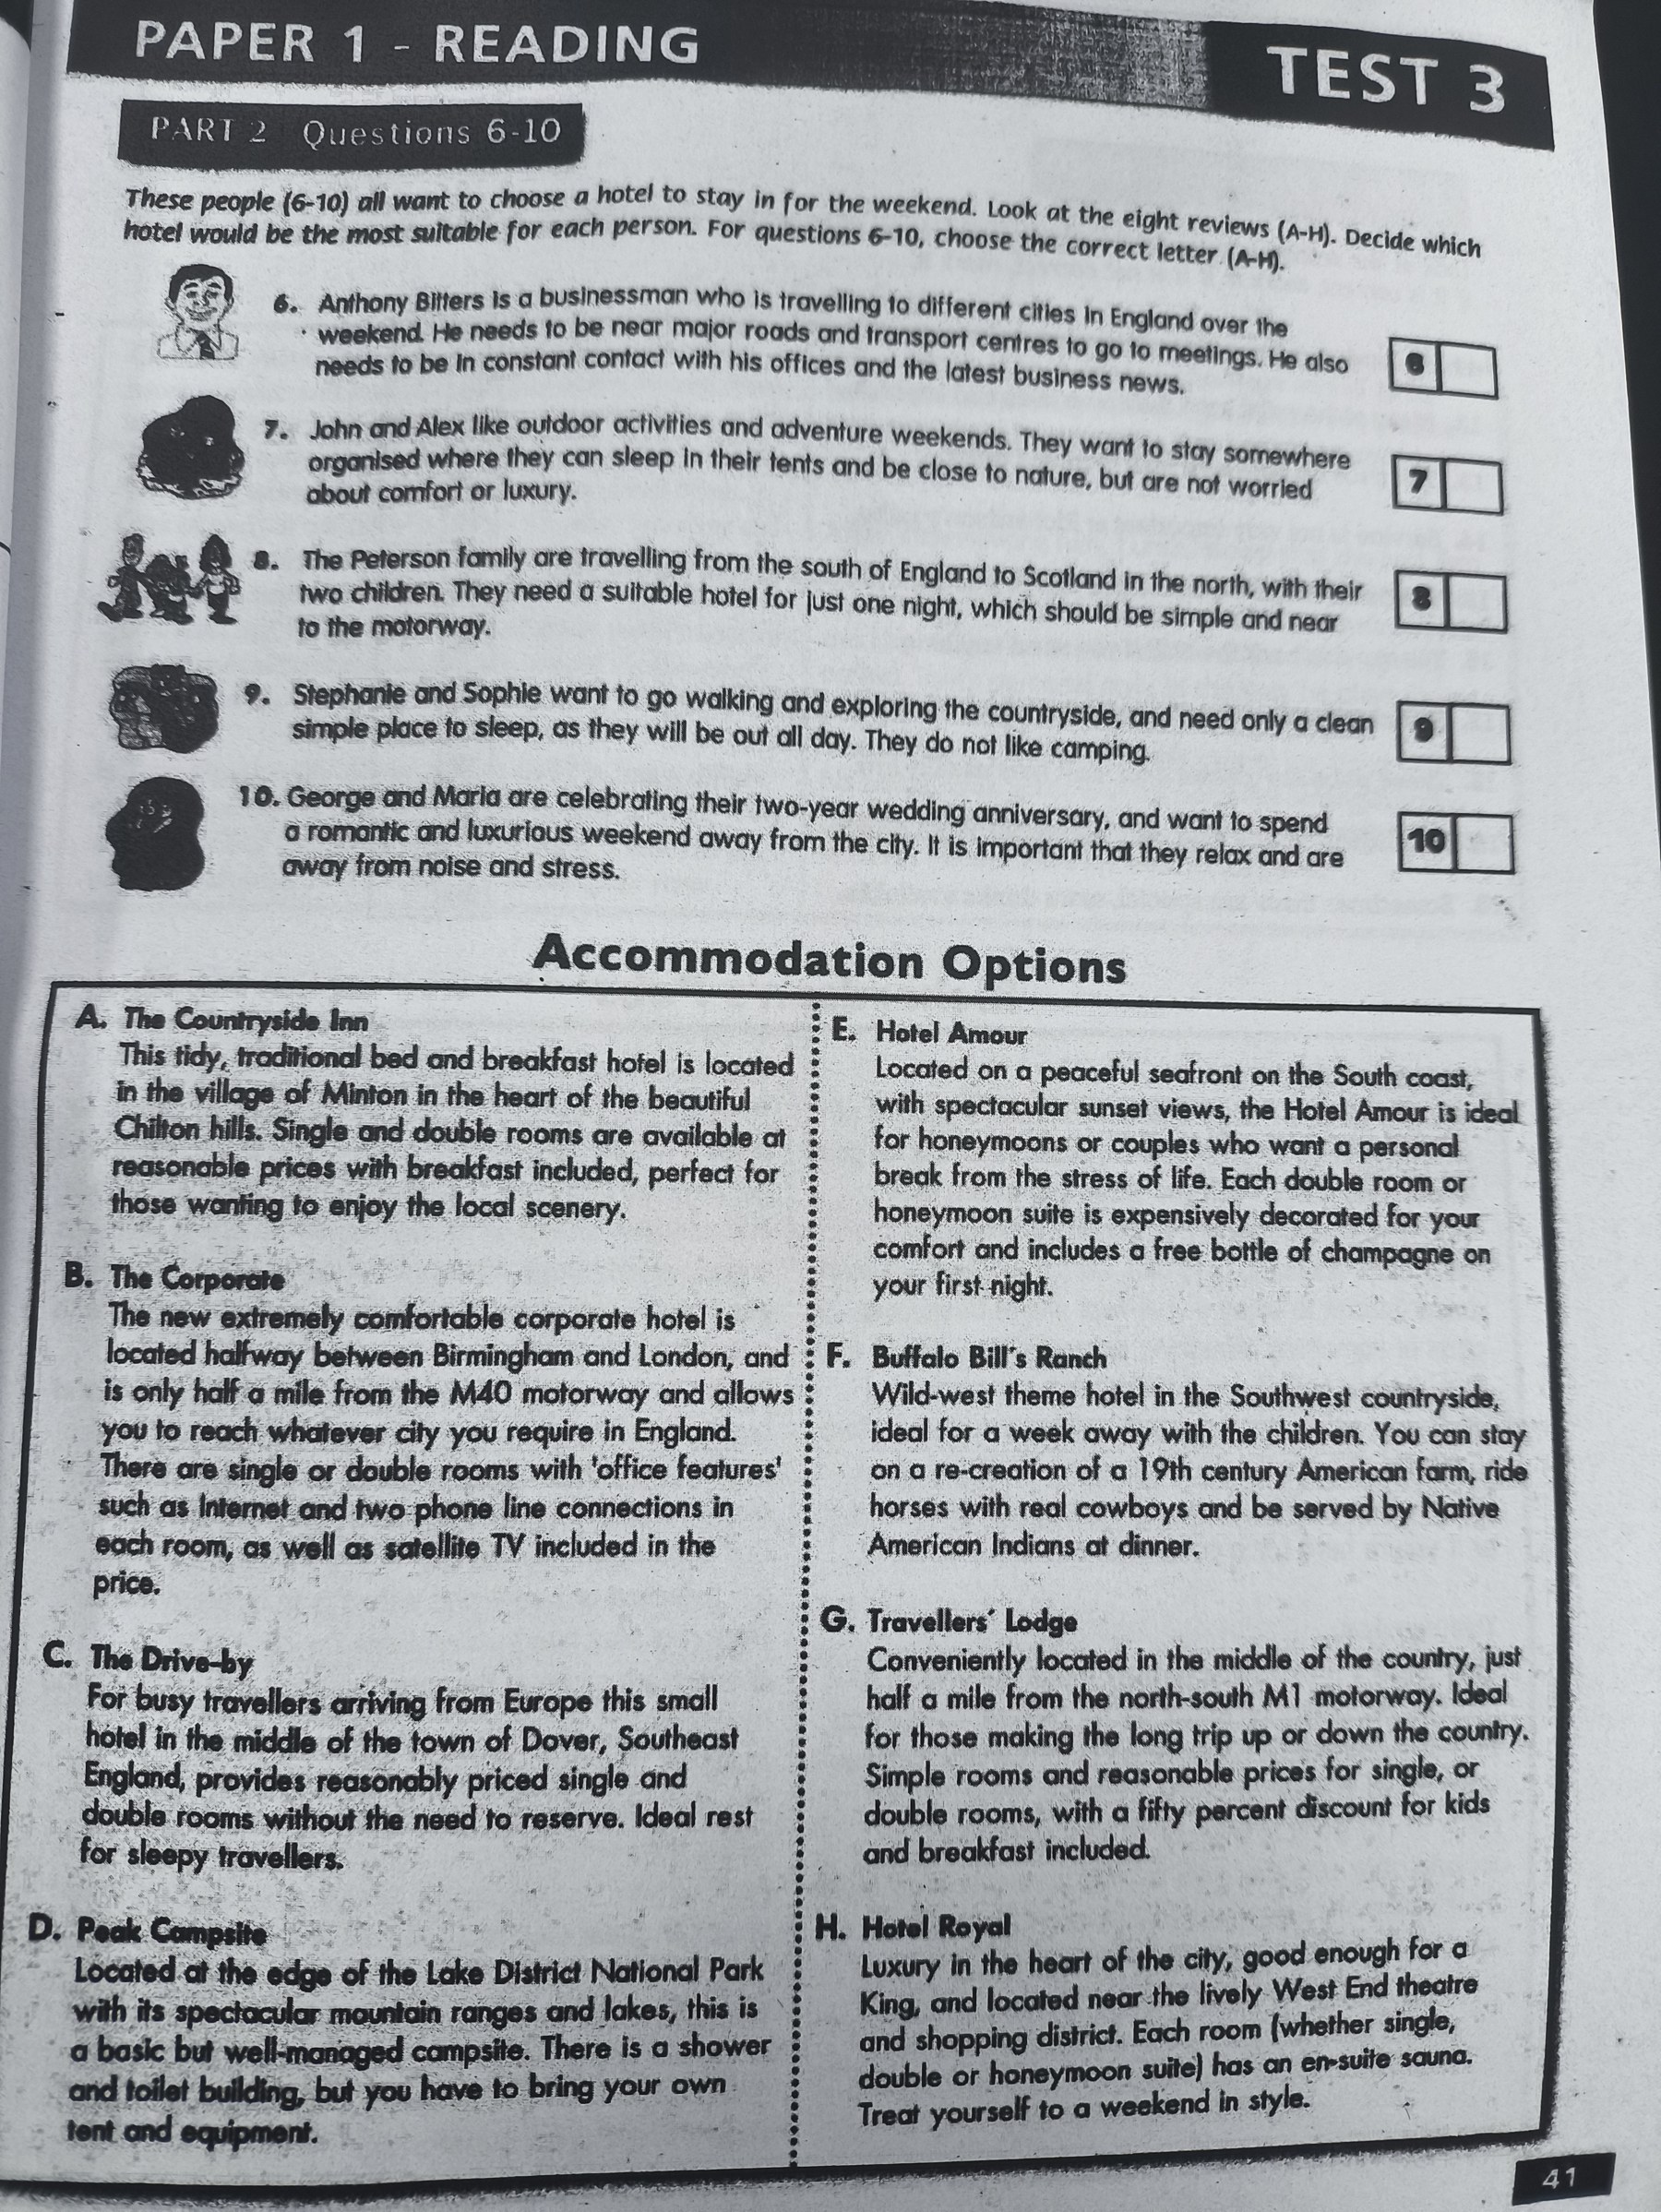 PAPER 1 - READING
TEST 3
PART 2 Questions 6-10
These people (6-10) all want to choose a hotel to stay in for the weekend. Look at the eight reviews (A-H). Decide which
hotel would be the most suitable for each person. For questions 6-10, choose the correct letter (A-H).
6. Anthony Bitters is a businessman who is travelling to different cities in England over the
weekend. He needs to be near major roads and transport centres to go to meetings. He also
needs to be in constant contact with his offices and the latest business news.
6
7. John and Alex like outdoor activities and adventure weekends. They want to stay somewhere
organised where they can sleep in their tents and be close to nature, but are not worried
about comfort or luxury.
7
8. The Peterson family are travelling from the south of England to Scotland in the north, with their
two children. They need a suitable hotel for just one night, which should be simple and near
to the motorway.
8
9. Stephanie and Sophie want to go walking and exploring the countryside, and need only a clean
simple place to sleep, as they will be out all day. They do not like camping.
9
10. George and Maria are celebrating their two-year wedding anniversary, and want to spend
a romantic and luxurious weekend away from the city. It is important that they relax and are
away from noise and stress.
10
Accommodation Options
A. The Countryside Inn
This tidy, traditional bed and breakfast hotel is located
in the village of Minton in the heart of the beautiful
Chilton hills. Single and double rooms are available at
reasonable prices with breakfast included, perfect for
those wanting to enjoy the local scenery.
B. The Corporate
The new extremely comfortable corporate hotel is
located halfway between Birmingham and London, and
is only half a mile from the M40 motorway and allows
you to reach whatever city you require in England.
There are single or double rooms with 'office features'
such as Internet and two phone line connections in
each room, as well as satellite TV included in the
price.
C. The Drive-by
For busy travellers arriving from Europe this small
hotel in the middle of the town of Dover, Southeast
England, provides reasonably priced single and
double rooms without the need to reserve. Ideal rest
for sleepy travellers.
D. Peak Campsite
Located at the edge of the Lake District National Park
with its spectacular mountain ranges and lakes, this is
a basic but well-managed campsite. There is a shower
and toilet building, but you have to bring your own
tent and equipment.
E. Hotel Amour
Located on a peaceful seafront on the South coast,
with spectacular sunset views, the Hotel Amour is ideal
for honeymoons or couples who want a personal
break from the stress of life. Each double room or
honeymoon suite is expensively decorated for your
comfort and includes a free bottle of champagne on
your first night.
F. Buffalo Bill's Ranch
Wild-west theme hotel in the Southwest countryside,
ideal for a week away with the children. You can stay
on a re-creation of a 19th century American farm, ride
horses with real cowboys and be served by Native
American Indians at dinner.
G. Travellers' Lodge
Conveniently located in the middle of the country, just
half a mile from the north-south M1 motorway. Ideal
for those making the long trip up or down the country.
Simple rooms and reasonable prices for single, or
double rooms, with a fifty percent discount for kids
and breakfast included.
H. Hotel Royal
Luxury in the heart of the city, good enough for a
King, and located near the lively West End theatre
and shopping district. Each room (whether single,
double or honeymoon suite) has an en-suite sauna.
Treat yourself to a weekend in style.
41